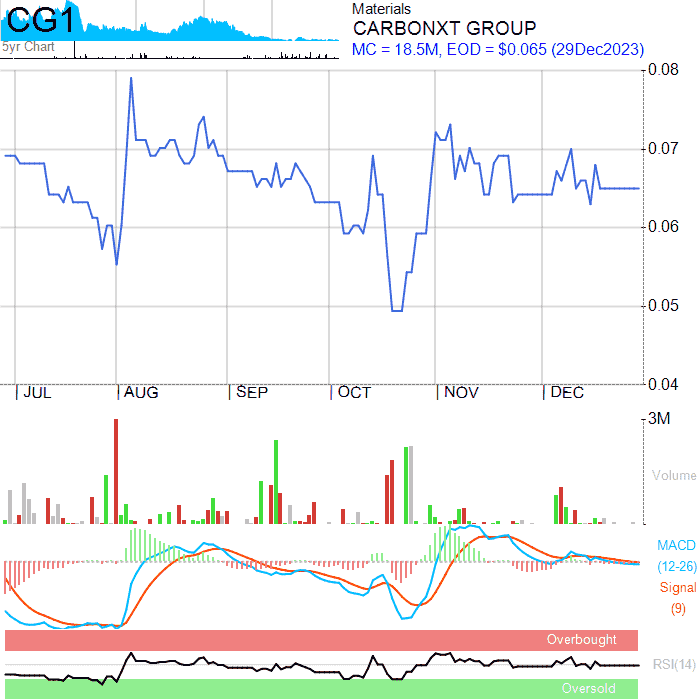 CG1
5yr Chart
Materials
CARBONXT GROUP
MC = 18.5M, EOD = $0.065 (29Dec2023)
0.08
0.07
0.06
0.05
0.04
JUL AUG SEP OCT NOV DEC
3M
Volume
MACD
(12-26)
Signal
(9)
Overbought
RSI(14)
Oversold